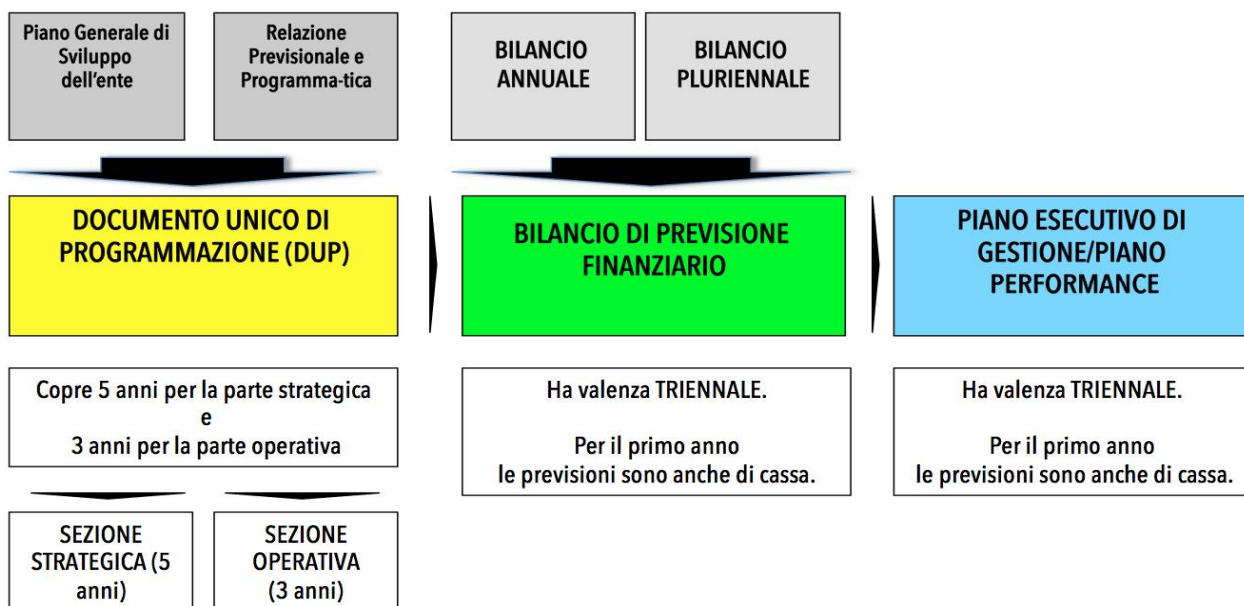 Piano Generale di
Sviluppo
dell'ente
Relazione
Previsionale e
Programma-tica
BILANCIO
ANNUALE
BILANCIO
PLURIENNALE
DOCUMENTO UNICO DI
PROGRAMMAZIONE (DUP)
BILANCIO DI PREVISIONE
FINANZIARIO
PIANO ESECUTIVO DI
GESTIONE/PIANO
PERFORMANCE
Copre 5 anni per la parte strategica
e
3 anni per la parte operativa
Ha valenza TRIENNALE.
Per il primo anno
le previsioni sono anche di cassa.
Ha valenza TRIENNALE.
Per il primo anno
le previsioni sono anche di cassa.
SEZIONE
STRATEGICA (5
anni)
SEZIONE
OPERATIVA
(3 anni)